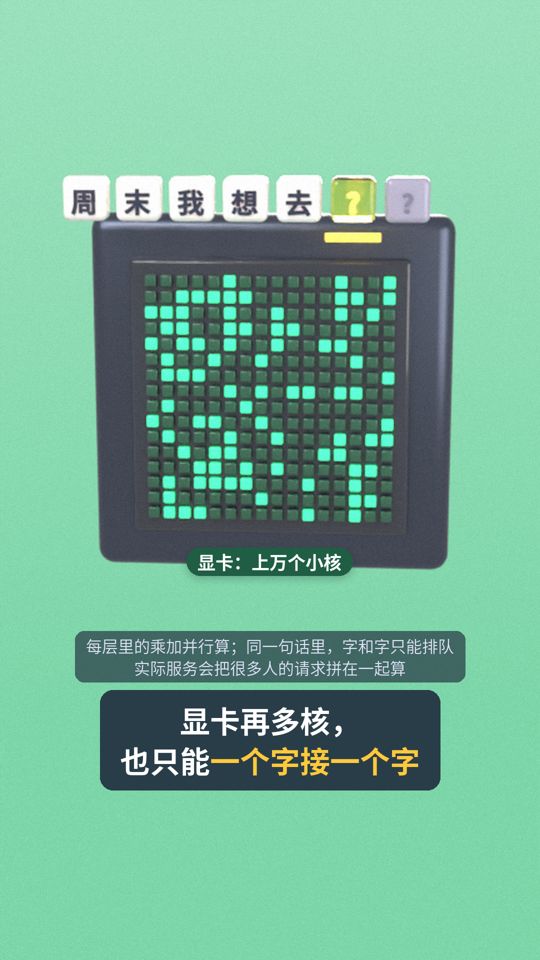 周末我想去??
显卡：上万个小核
每层里的乘加并行算；同一句话里，字和字只能排队
实际服务会把很多人的请求拼在一起算
显卡再多核，
也只能一个字接一个字